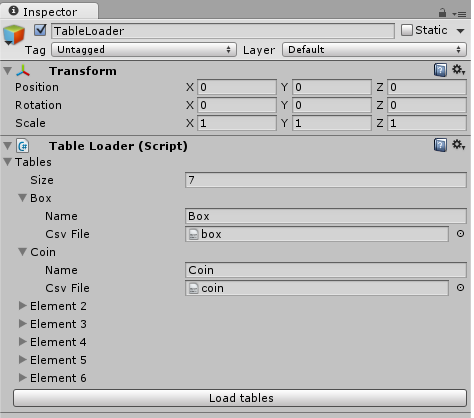 Inspector
TableLoader Static
Tag Untagged Layer Default
Transform
Position X 0 Y 0 Z 0
Rotation X 0 Y 0 Z 0
Scale X 1 Y 1 Z 1
Table Loader (Script)
Tables
Size 7
Box
Name Box
Csv File box
Coin
Name Coin
Csv File coin
Element 2
Element 3
Element 4
Element 5
Element 6
Load tables